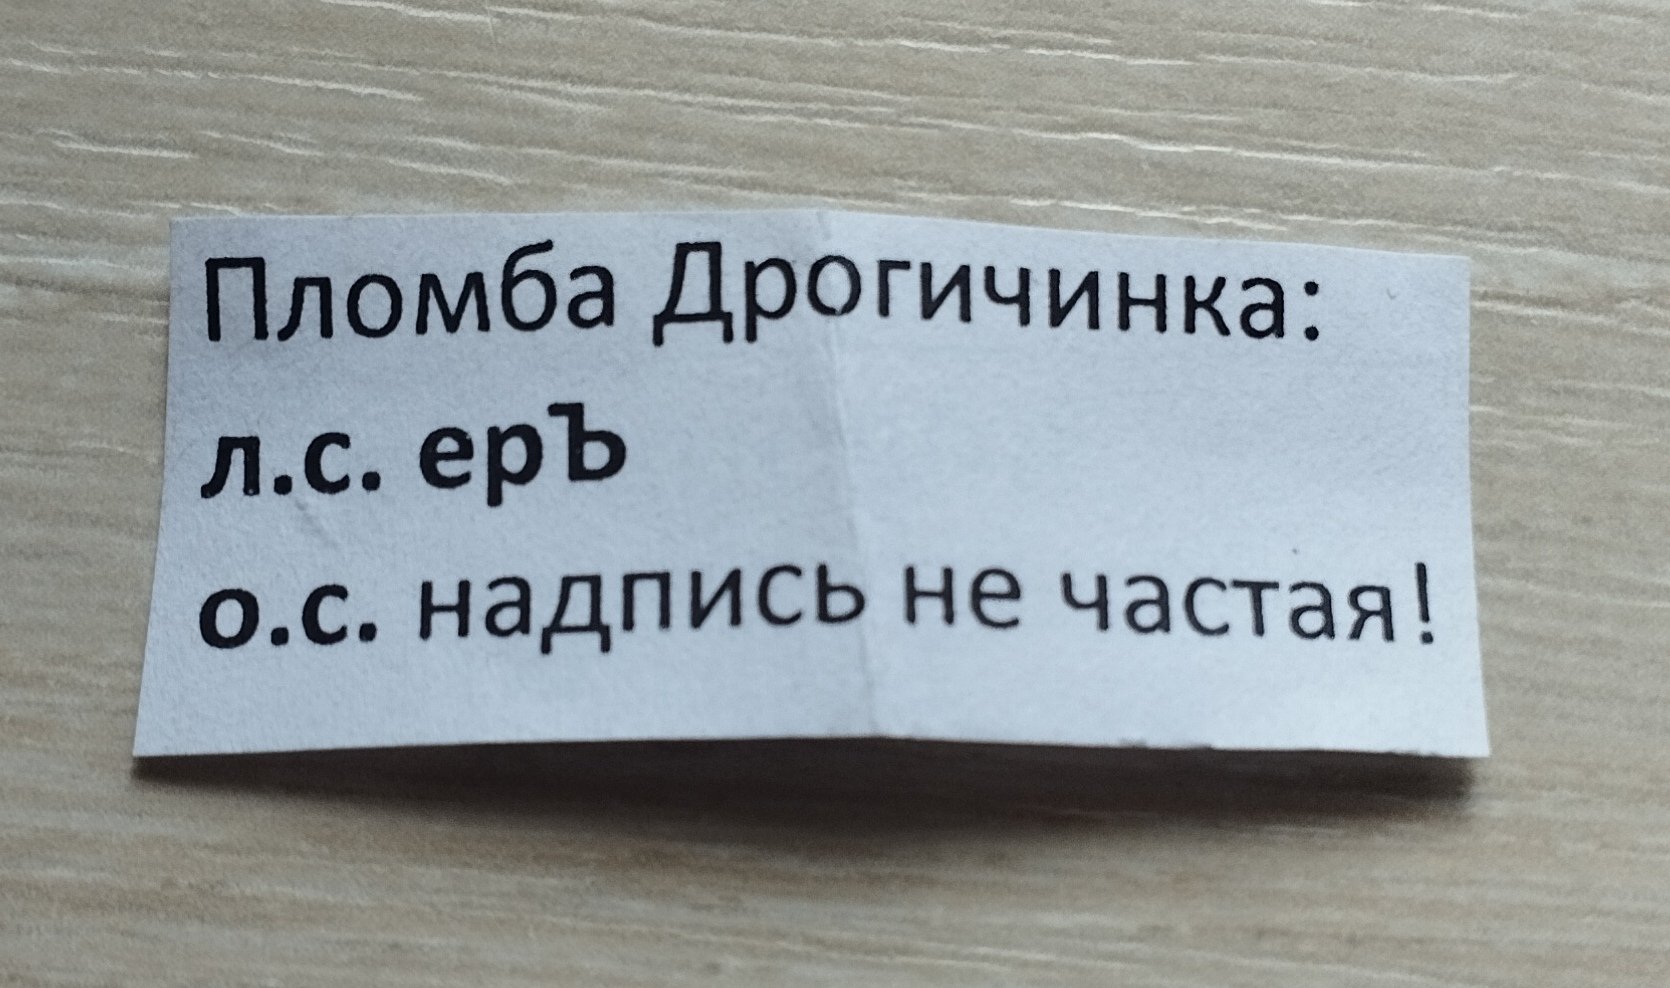 Пломба Дрогичинка:
л.с. ерЪ
о.с. надпись не частая!